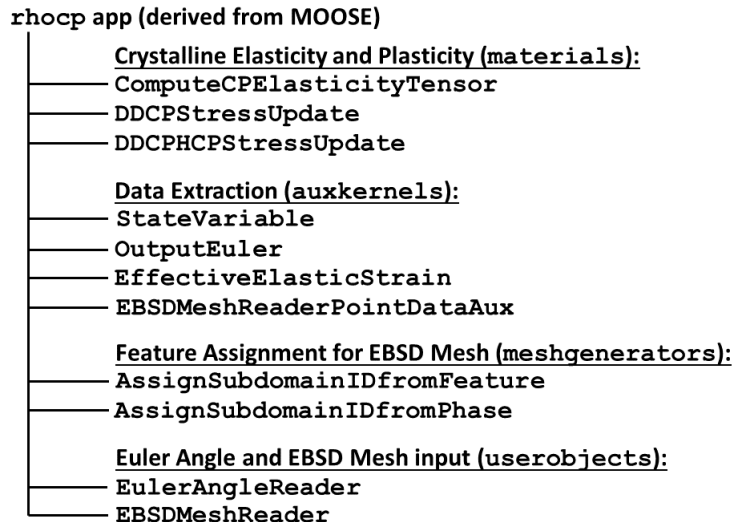 rhocp app (derived from MOOSE)
Crystalline Elasticity and Plasticity (materials):
ComputeCPElasticityTensor
DDCPStressUpdate
DDCPHCPStressUpdate
Data Extraction (auxkernels):
StateVariable
OutputEuler
EffectiveElasticStrain
EBSDMeshReaderPointDataAux
Feature Assignment for EBSD Mesh (meshgenerators):
AssignSubdomainIDfromFeature
AssignSubdomainIDfromPhase
Euler Angle and EBSD Mesh input (userobjects):
EulerAngleReader
EBSDMeshReader